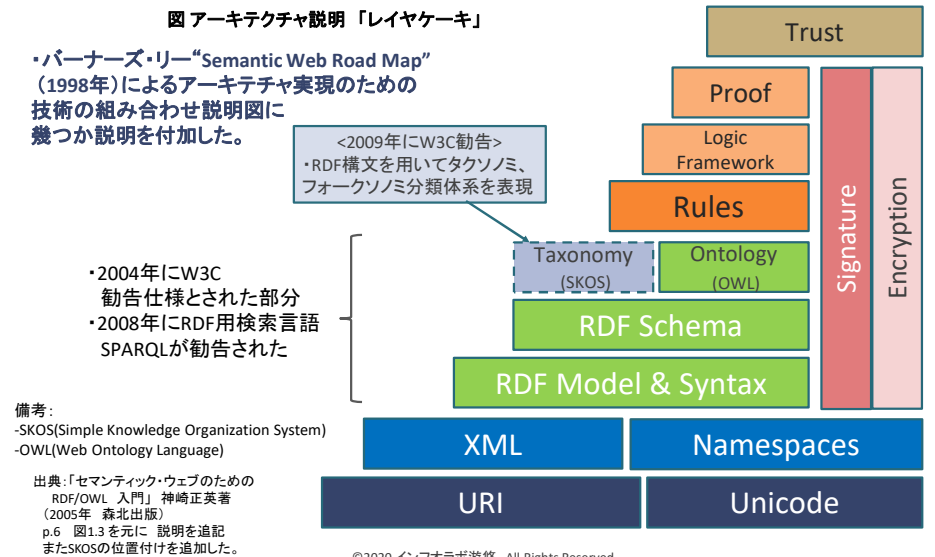 図 アーキテクチャ説明 「レイヤケーキ」
・バーナーズ・リー“Semantic Web Road Map”
（1998年）によるアーキテチャ実現のための
技術の組み合わせ説明図に
幾つか説明を付加した。
<2009年にW3C勧告>
・RDF構文を用いてタクソノミ、
フォークソノミ分類体系を表現
Trust
Proof
Logic
Framework
Rules
Taxonomy
(SKOS)
Ontology
(OWL)
RDF Schema
RDF Model & Syntax
Signature
Encryption
XML
Namespaces
URI
Unicode
・2004年にW3C
勧告仕様とされた部分
・2008年にRDF用検索言語
SPARQLが勧告された
備考：
-SKOS(Simple Knowledge Organization System)
-OWL(Web Ontology Language)
出典：「セマンティック・ウェブのための
RDF/OWL 入門」 神崎正英著
（2005年 森北出版）
p.6 図1.3 を元に 説明を追記
またSKOSの位置付けを追加した。
©2020 インフオラボ游悠 All Rights Reserved